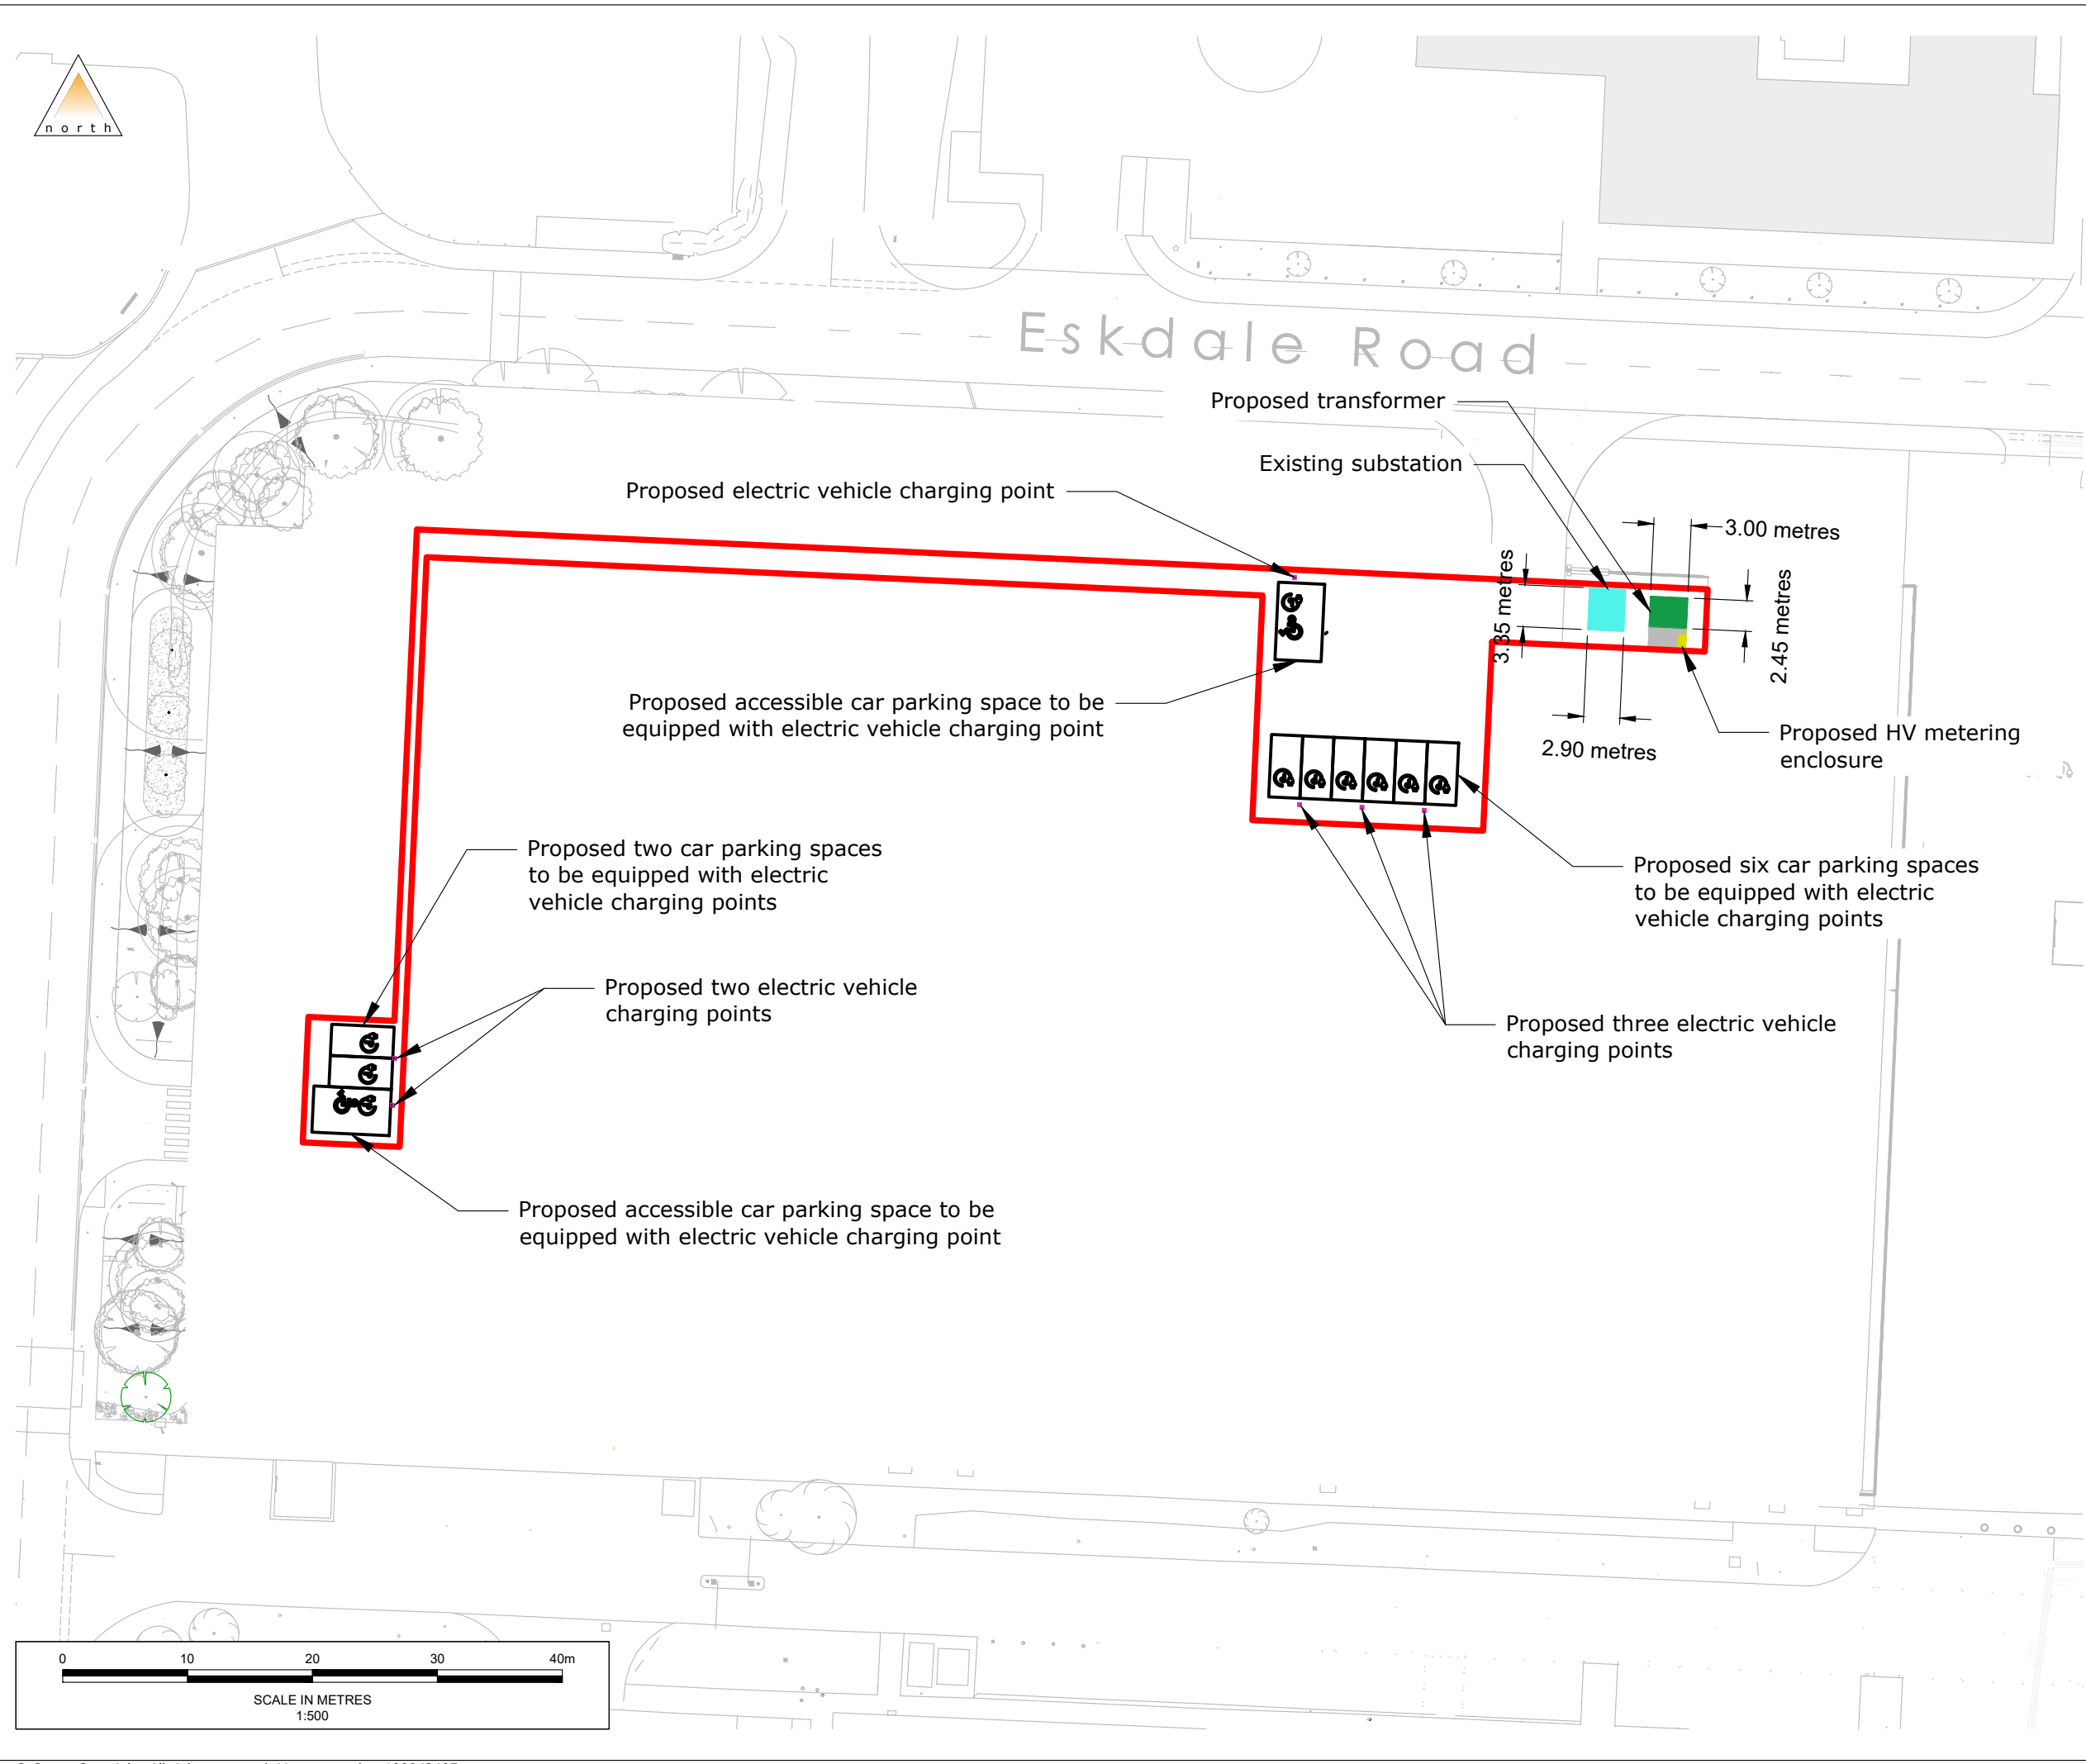 north
Eskdale Road
Proposed transformer
Existing substation
Proposed electric vehicle charging point
3.00 metres
3.35 metres
2.45 metres
Proposed accessible car parking space to be
equipped with electric vehicle charging point
2.90 metres
Proposed HV metering
enclosure
Proposed two car parking spaces
to be equipped with electric
vehicle charging points
Proposed six car parking spaces
to be equipped with electric
vehicle charging points
Proposed two electric vehicle
charging points
Proposed three electric vehicle
charging points
Proposed accessible car parking space to be
equipped with electric vehicle charging point
0 10 20 30 40m
SCALE IN METRES
1:500